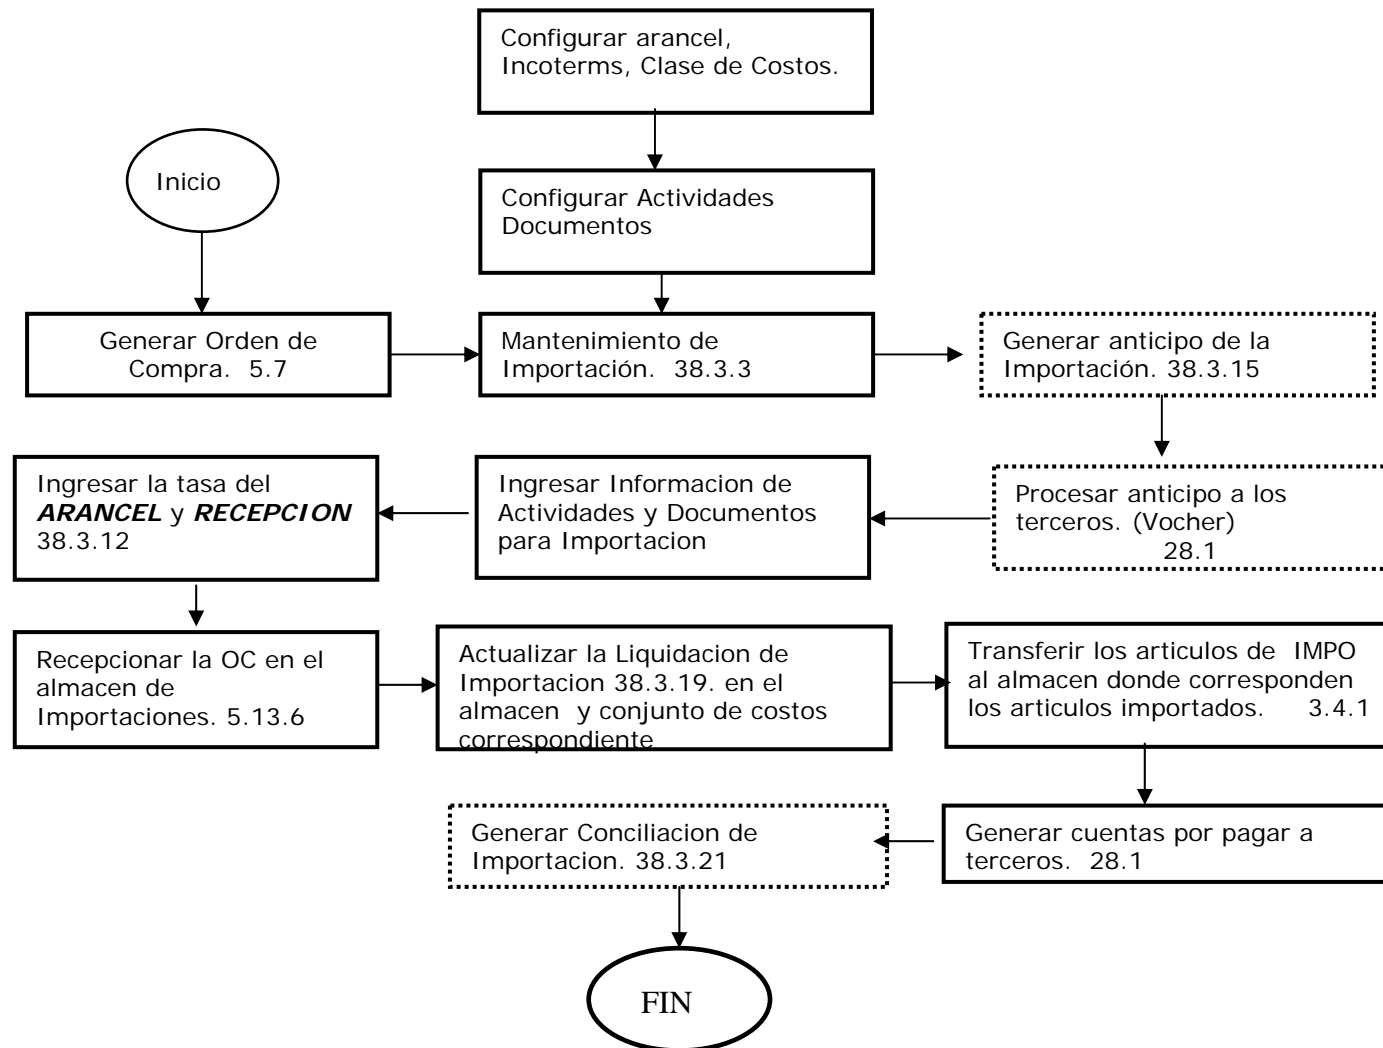 Configurar arancel,
Incoterms, Clase de Costos.
Inicio
Configurar Actividades
Documentos
Generar Orden de
Compra. 5.7
Mantenimiento de
Importación. 38.3.3
Generar anticipo de la
Importación. 38.3.15
Ingresar la tasa del
ARANCEL y RECEPCION
38.3.12
Ingresar Informacion de
Actividades y Documentos
para Importacion
Procesar anticipo a los
terceros. (Vocher)
28.1
Recepcionar la OC en el
almacen de
Importaciones. 5.13.6
Actualizar la Liquidacion de
Importacion 38.3.19. en el
almacen y conjunto de costos
correspondiente
Transferir los articulos de IMPO
al almacen donde corresponden
los articulos importados. 3.4.1
Generar Conciliacion de
Importacion. 38.3.21
Generar cuentas por pagar a
terceros. 28.1
FIN